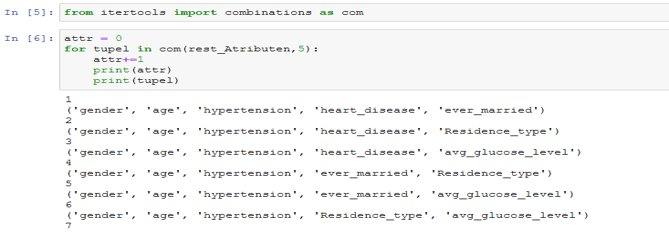 In [5]: from itertools import combinations as com
In [6]: attr = 0
for tupel in com(rest_Atributen,5):
attr+=1
print(attr)
print(tupel)
1
('gender', 'age', 'hypertension', 'heart_disease', 'ever_married')
2
('gender', 'age', 'hypertension', 'heart_disease', 'Residence_type')
3
('gender', 'age', 'hypertension', 'heart_disease', 'avg_glucose_level')
4
('gender', 'age', 'hypertension', 'ever_married', 'Residence_type')
5
('gender', 'age', 'hypertension', 'ever_married', 'avg_glucose_level')
6
('gender', 'age', 'hypertension', 'Residence_type', 'avg_glucose_level')
7